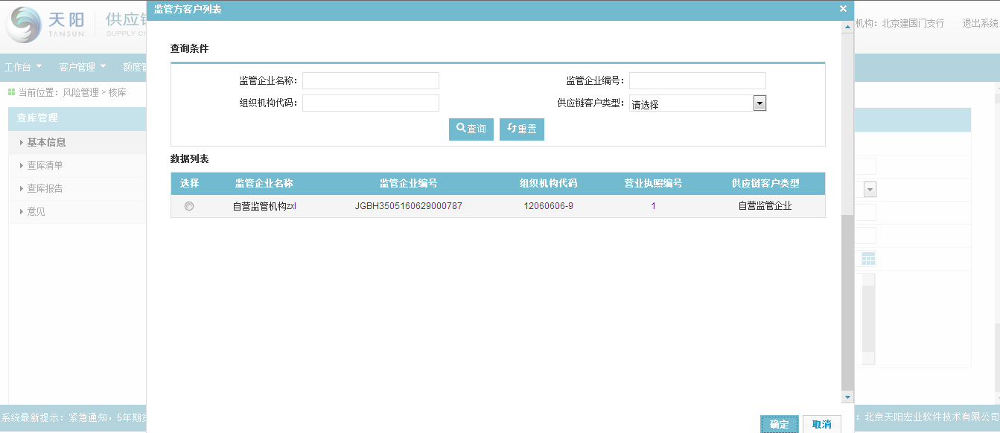 监管方客户列表 ×
天阳 供应链
TANSUN SUPPLY CH
机构：北京建国门支行 退出系统
工作台 客户管理 额度管
当前位置：风险管理 > 核库
查库管理
基本信息
查库清单
查库报告
意见
查询条件
监管企业名称： 监管企业编号：
组织机构代码： 供应链客户类型： 请选择
查询 重置
数据列表
选择 监管企业名称 监管企业编号 组织机构代码 营业执照编号 供应链客户类型
自营监管机构zxl JGBH3505160629000787 12060606-9 1 自营监管企业
确定 取消
系统最新提示：紧急通知，5年期贷
：北京天阳宏业软件技术有限公司